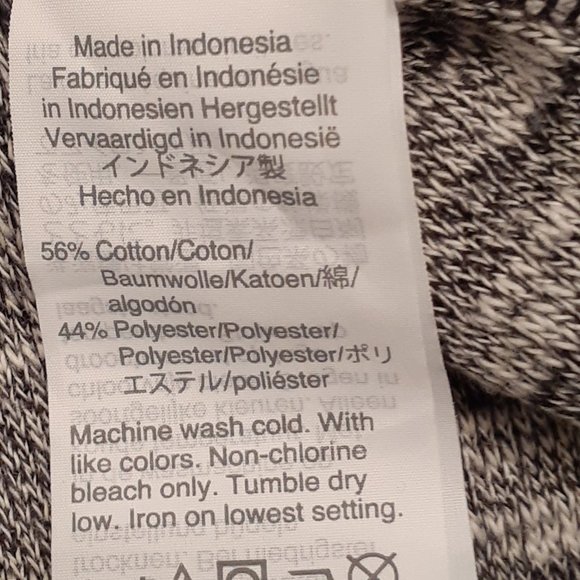 Made in Indonesia
Fabriqué en Indonésie
in Indonesien Hergestellt
Vervaardigd in Indonesië
インドネシア製
Hecho en Indonesia
56% Cotton/Coton/
Baumwolle/Katoen/綿/
algodón
44% Polyester/Polyester/
Polyester/Polyester/ポリ
エステル/poliéster
Machine wash cold. With
like colors. Non-chlorine
bleach only. Tumble dry
low. Iron on lowest setting.